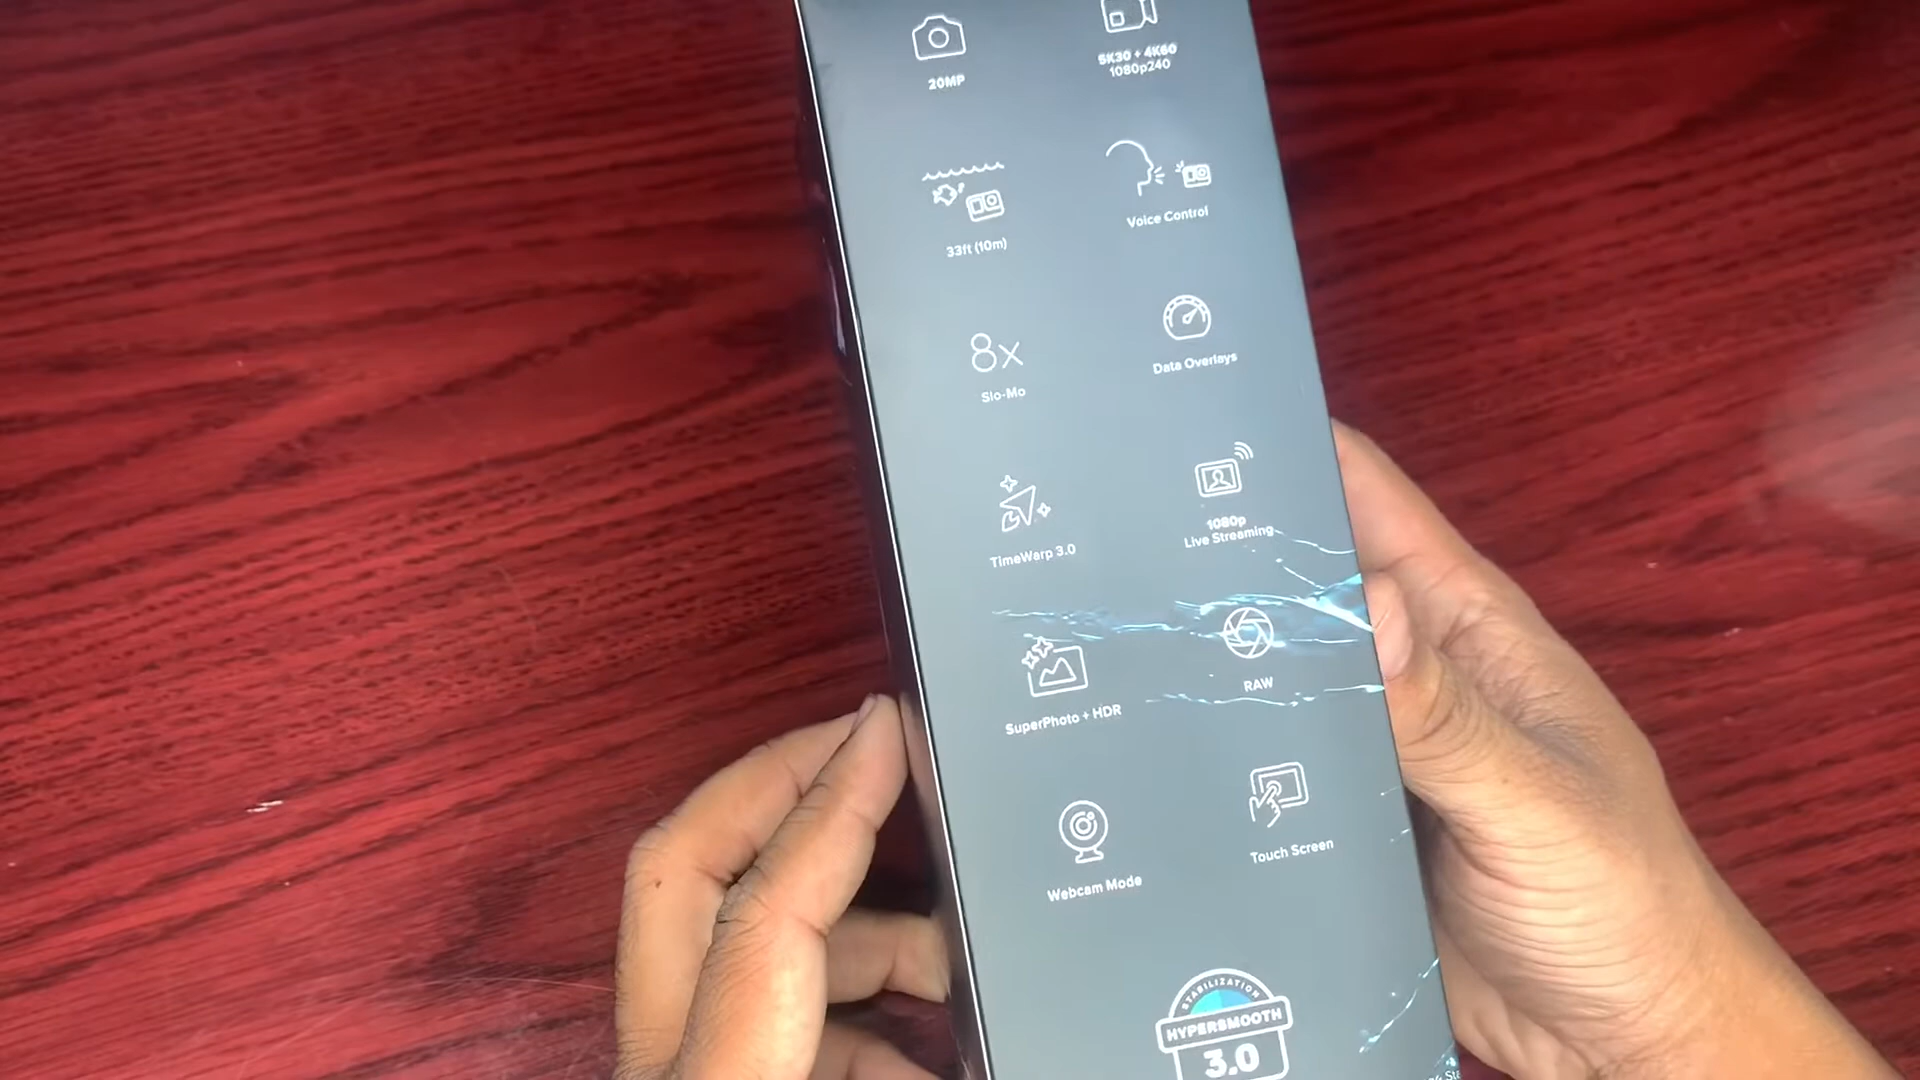 20MP
5K30 + 4K60
1080p240
33ft (10m)
Voice Control
8x
Slo-Mo
Data Overlays
TimeWarp 3.0
1080p
Live Streaming
SuperPhoto + HDR
RAW
Webcam Mode
Touch Screen
STABILIZATION
HYPERSMOOTH
3.0